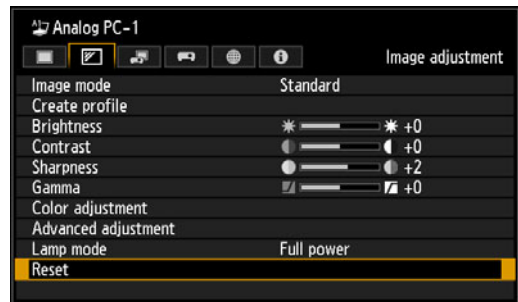 Analog PC-1
Image adjustment
Image mode Standard
Create profile
Brightness +0
Contrast +0
Sharpness +2
Gamma +0
Color adjustment
Advanced adjustment
Lamp mode Full power
Reset